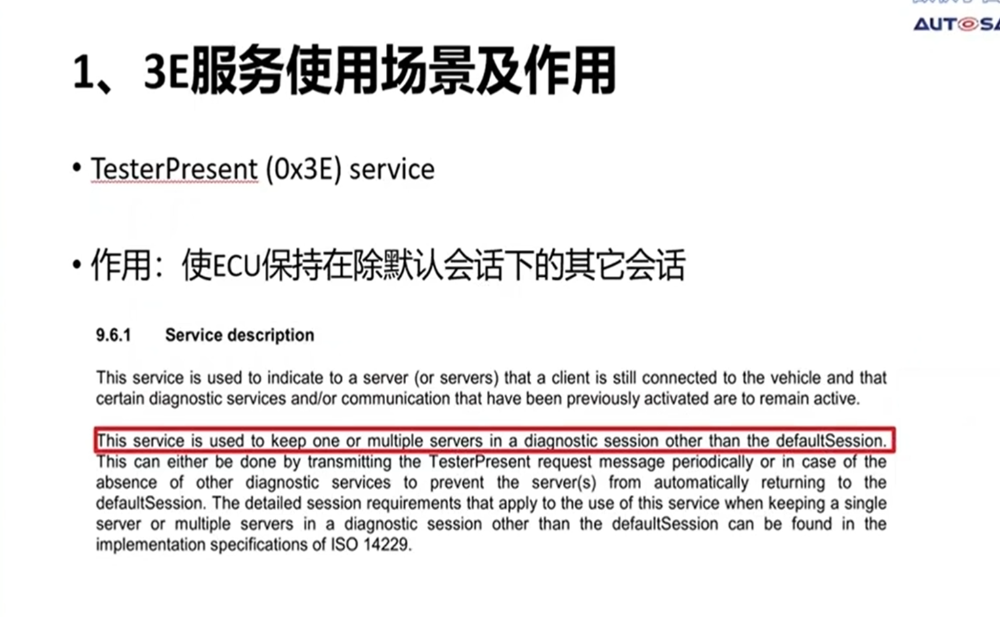 1、3E服务使用场景及作用
• TesterPresent (0x3E) service
• 作用：使ECU保持在除默认会话下的其它会话
9.6.1 Service description
This service is used to indicate to a server (or servers) that a client is still connected to the vehicle and that
certain diagnostic services and/or communication that have been previously activated are to remain active.
This service is used to keep one or multiple servers in a diagnostic session other than the defaultSession.
This can either be done by transmitting the TesterPresent request message periodically or in case of the
absence of other diagnostic services to prevent the server(s) from automatically returning to the
defaultSession. The detailed session requirements that apply to the use of this service when keeping a single
server or multiple servers in a diagnostic session other than the defaultSession can be found in the
implementation specifications of ISO 14229.